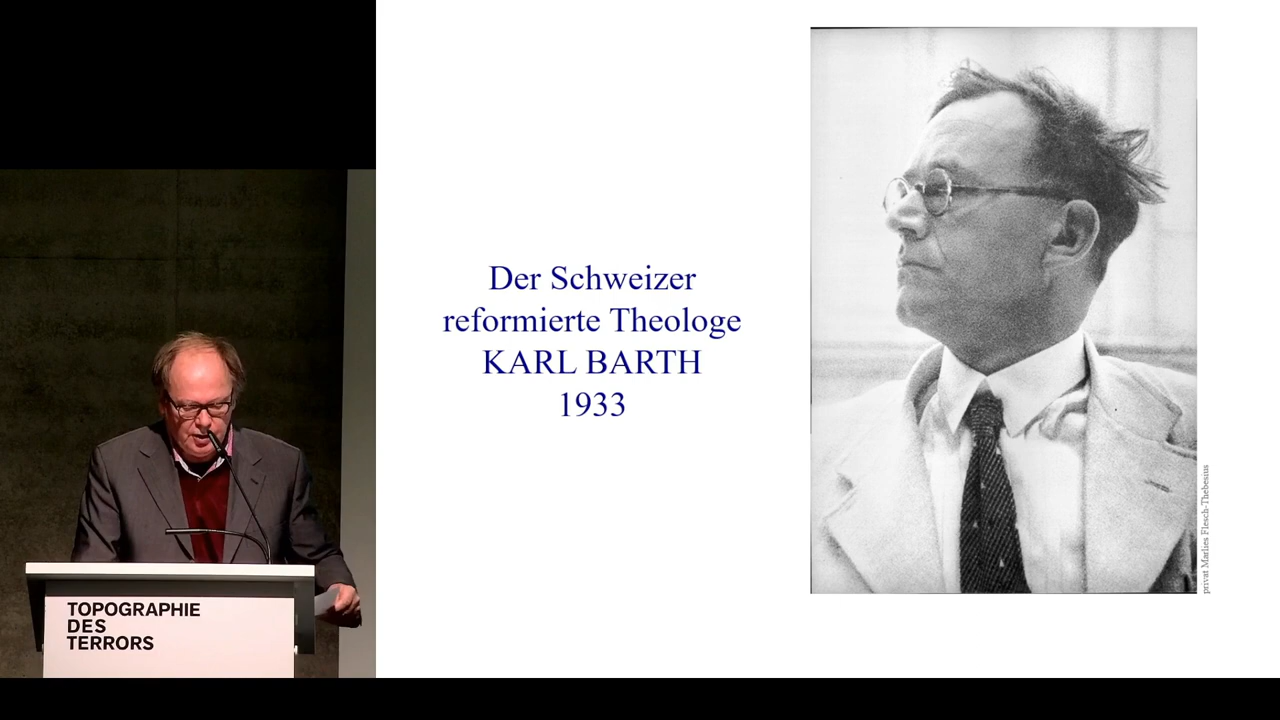 Der Schweizer
reformierte Theologe
KARL BARTH
1933
privat Marlies Flesch-Thebesius
TOPOGRAPHIE
DES
TERRORS